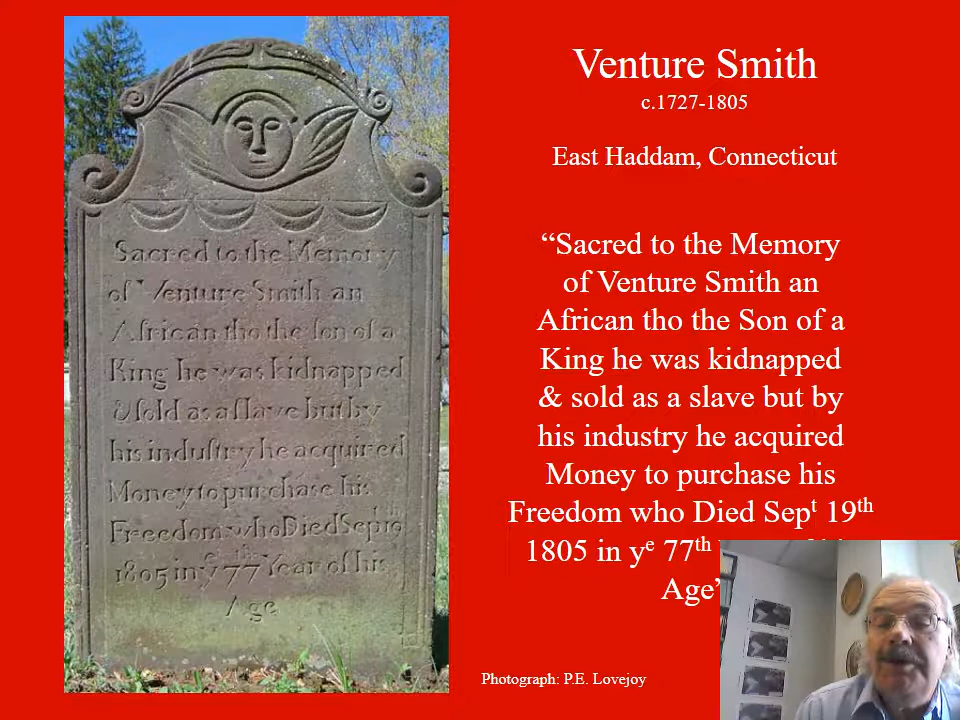 Sacred to the Memory
of Venture Smith an
African tho the ſon of a
King he was kidnapped
& ſold as a ſlave but by
his induſtry he acquired
Money to purchase his
Freedom who Died Sept 19th
1805 in ye 77th Year of his
Age
Venture Smith
c.1727-1805
East Haddam, Connecticut
“Sacred to the Memory
of Venture Smith an
African tho the Son of a
King he was kidnapped
& sold as a slave but by
his industry he acquired
Money to purchase his
Freedom who Died Sepᵗ 19ᵗʰ
1805 in yᵉ 77ᵗʰ
Age”
Photograph: P.E. Lovejoy